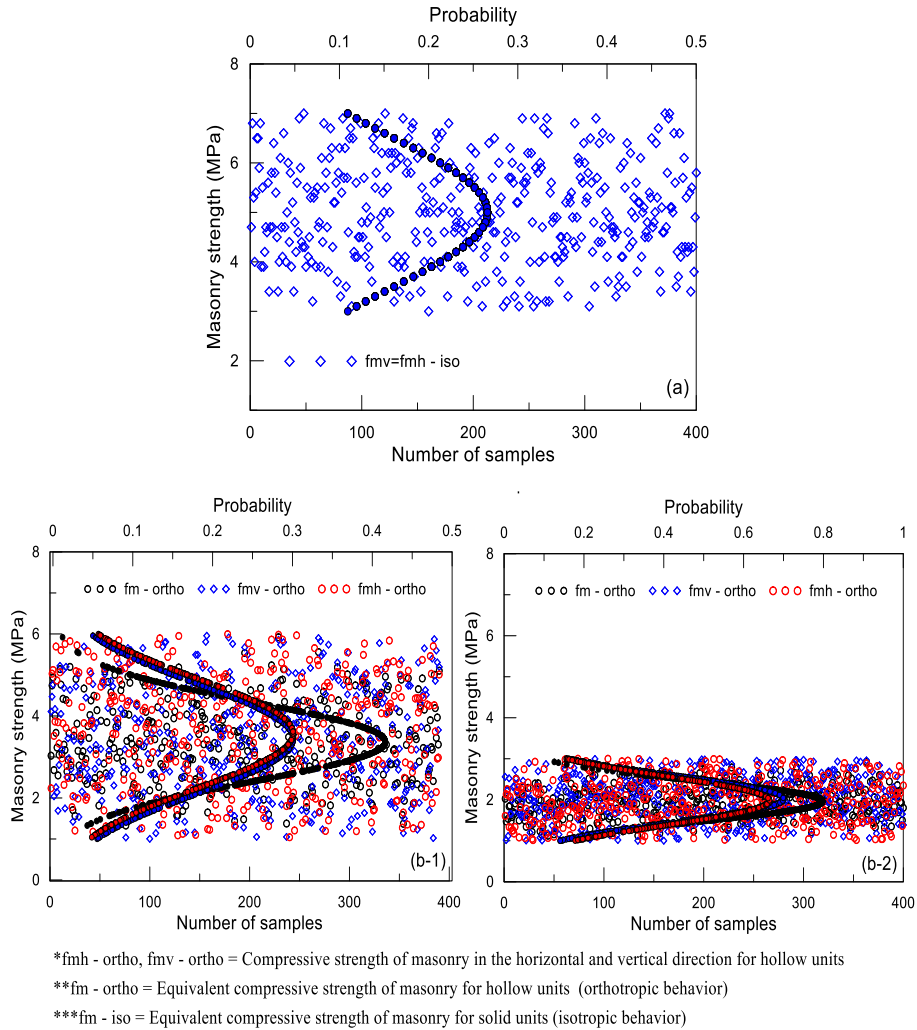 Probability
0 0.1 0.2 0.3 0.4 0.5
8
6
4
2
Masonry strength (MPa)
fmv=fmh - iso
(a)
0 100 200 300 400
Number of samples
Probability
0 0.1 0.2 0.3 0.4 0.5
8
6
4
2
0
Masonry strength (MPa)
fm - ortho fmv - ortho fmh - ortho
(b-1)
0 100 200 300 400
Number of samples
Probability
0 0.2 0.4 0.6 0.8 1
8
6
4
2
0
Masonry strength (MPa)
fm - ortho fmv - ortho fmh - ortho
(b-2)
0 100 200 300 400
Number of samples
*fmh - ortho, fmv - ortho = Compressive strength of masonry in the horizontal and vertical direction for hollow units
**fm - ortho = Equivalent compressive strength of masonry for hollow units (orthotropic behavior)
***fm - iso = Equivalent compressive strength of masonry for solid units (isotropic behavior)